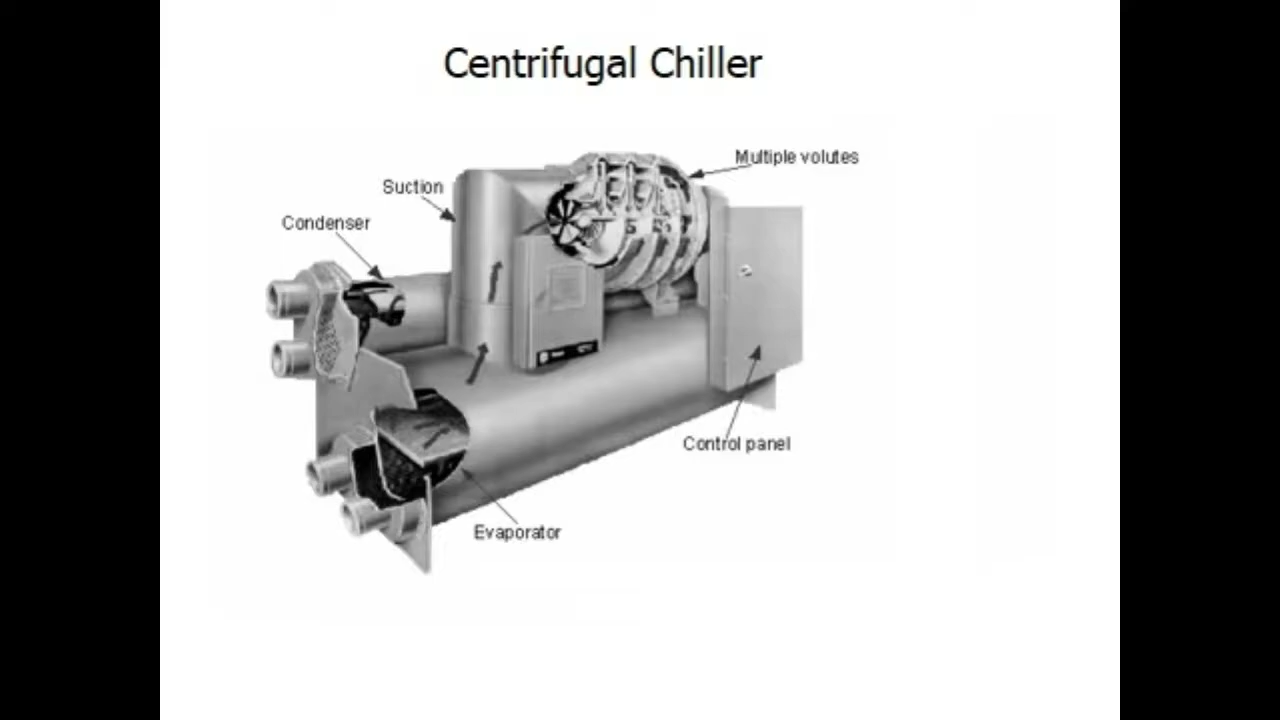 Centrifugal Chiller
Multiple volutes
Suction
Condenser
Control panel
Evaporator